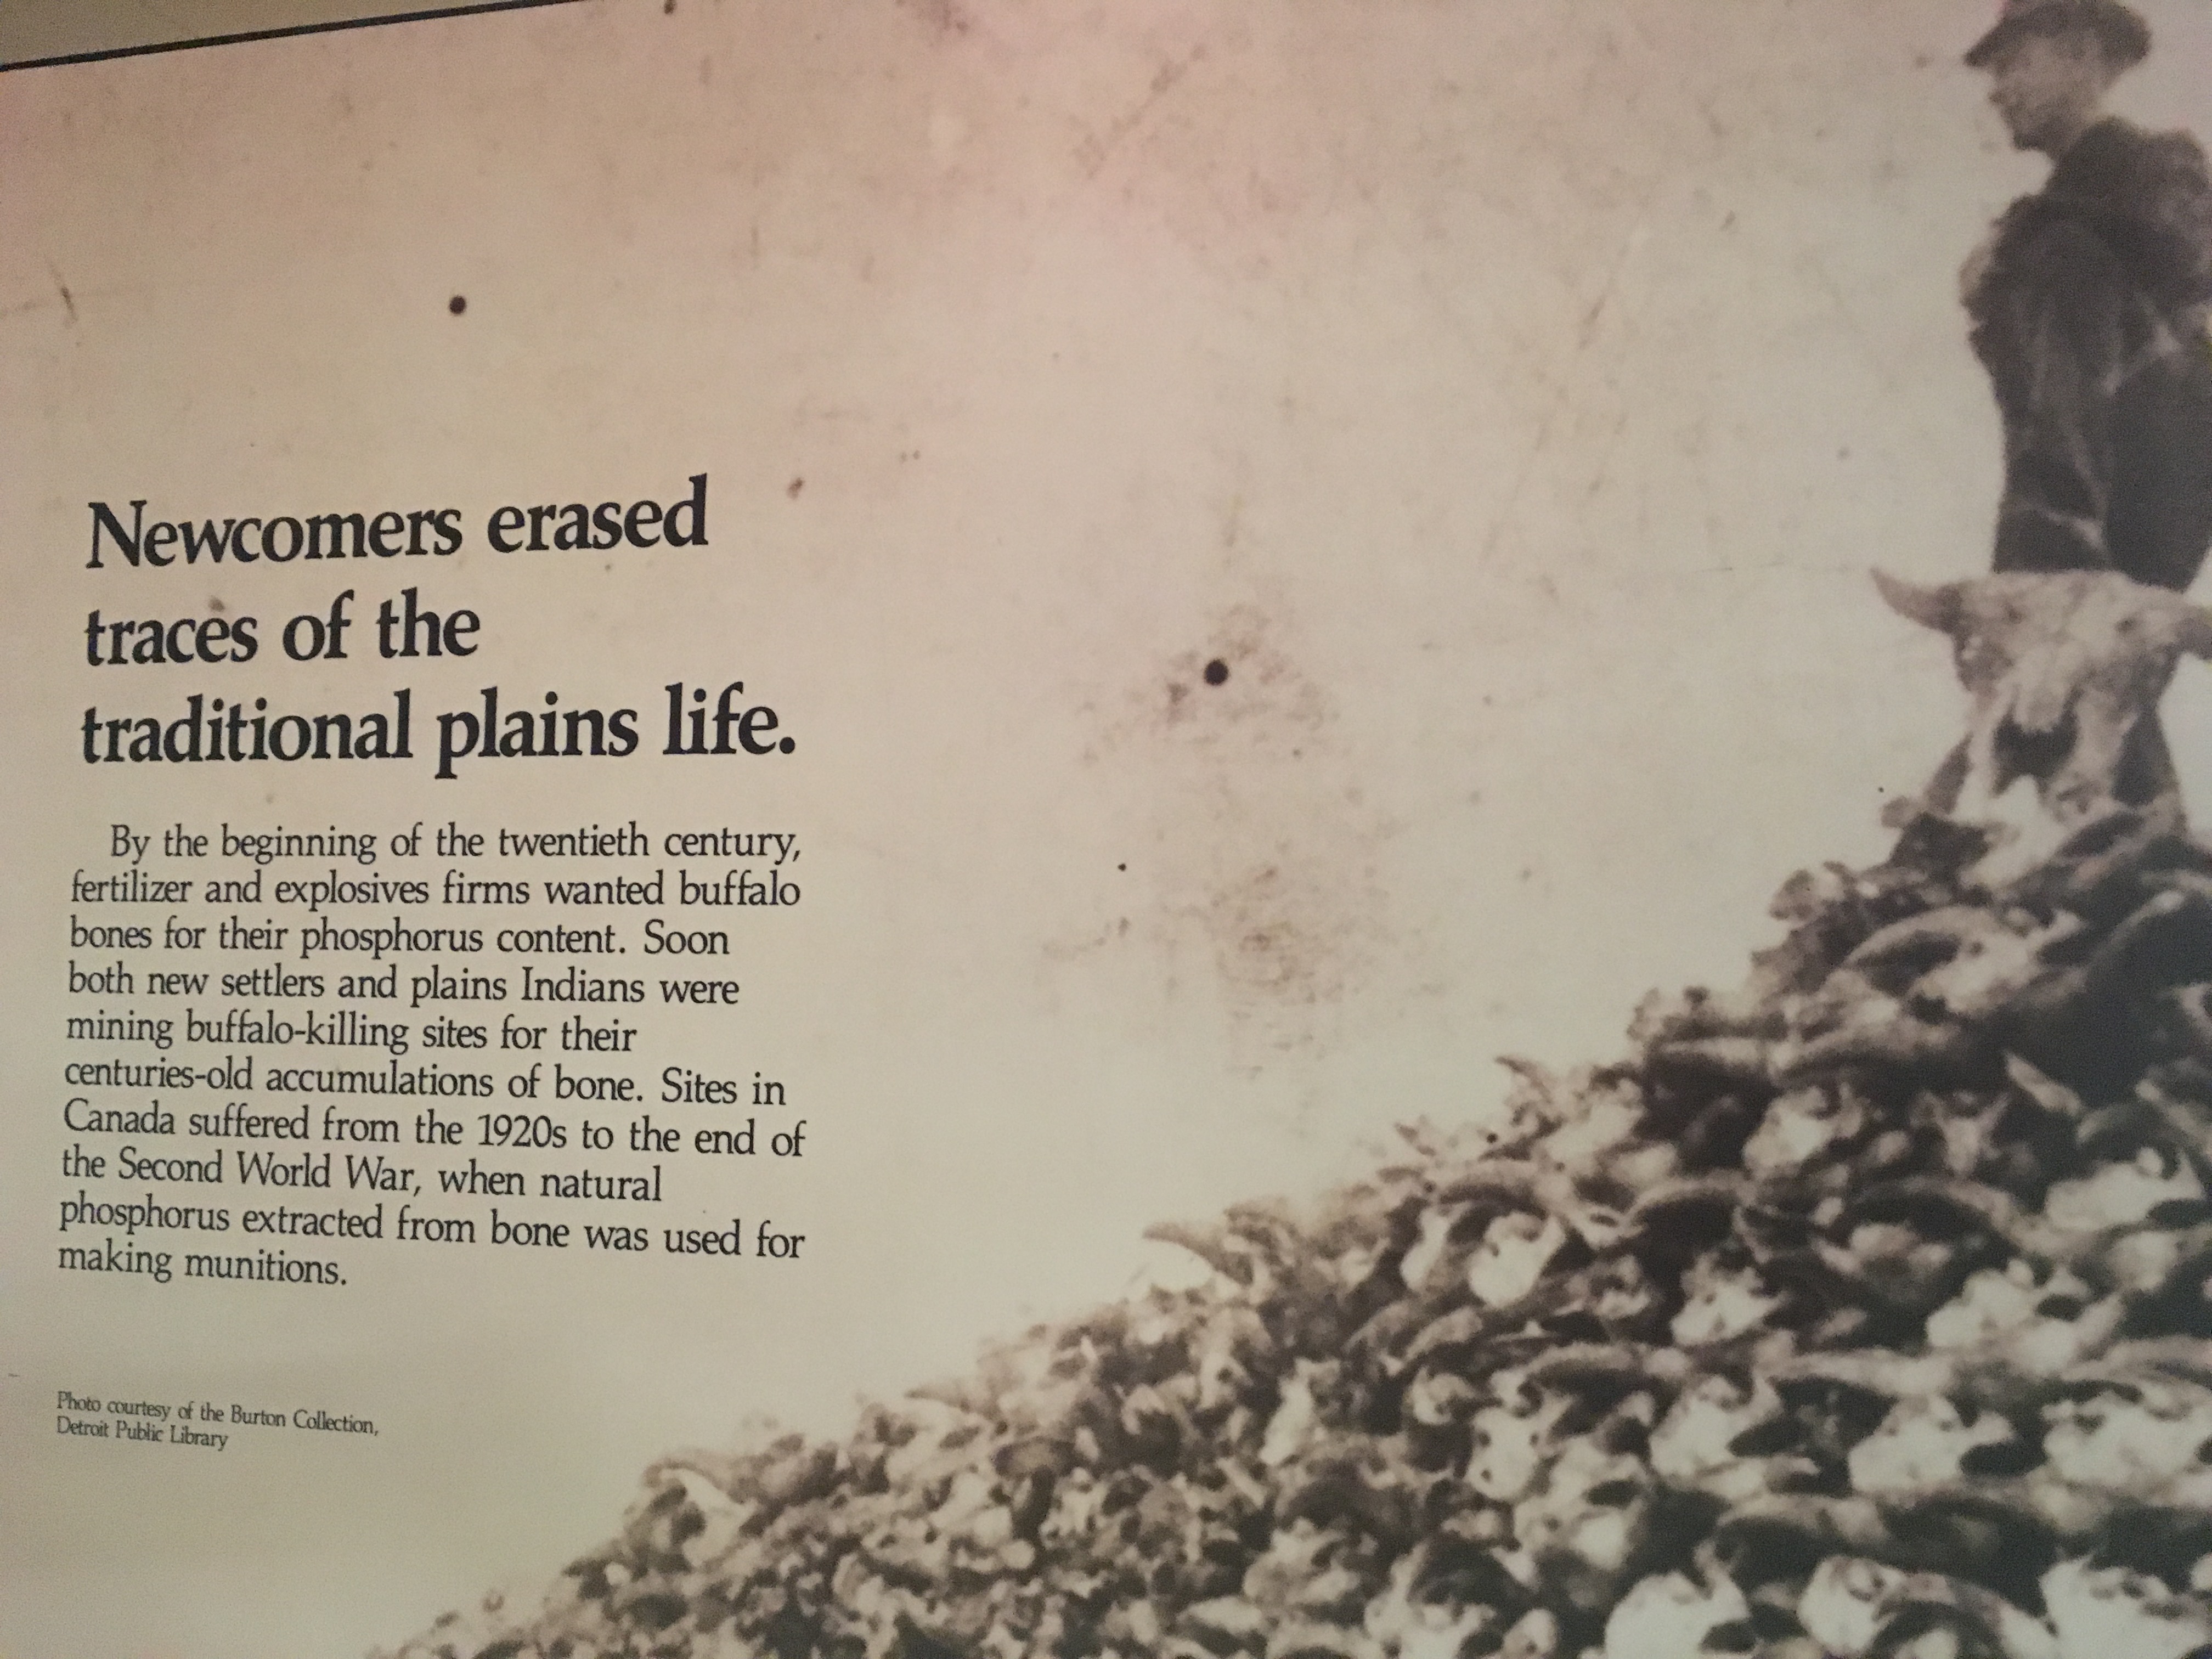 Newcomers erased
traces of the
traditional plains life.
By the beginning of the twentieth century,
fertilizer and explosives firms wanted buffalo
bones for their phosphorus content. Soon
both new settlers and plains Indians were
mining buffalo-killing sites for their
centuries-old accumulations of bone. Sites in
Canada suffered from the 1920s to the end of
the Second World War, when natural
phosphorus extracted from bone was used for
making munitions.
Photo courtesy of the Burton Collection,
Detroit Public Library